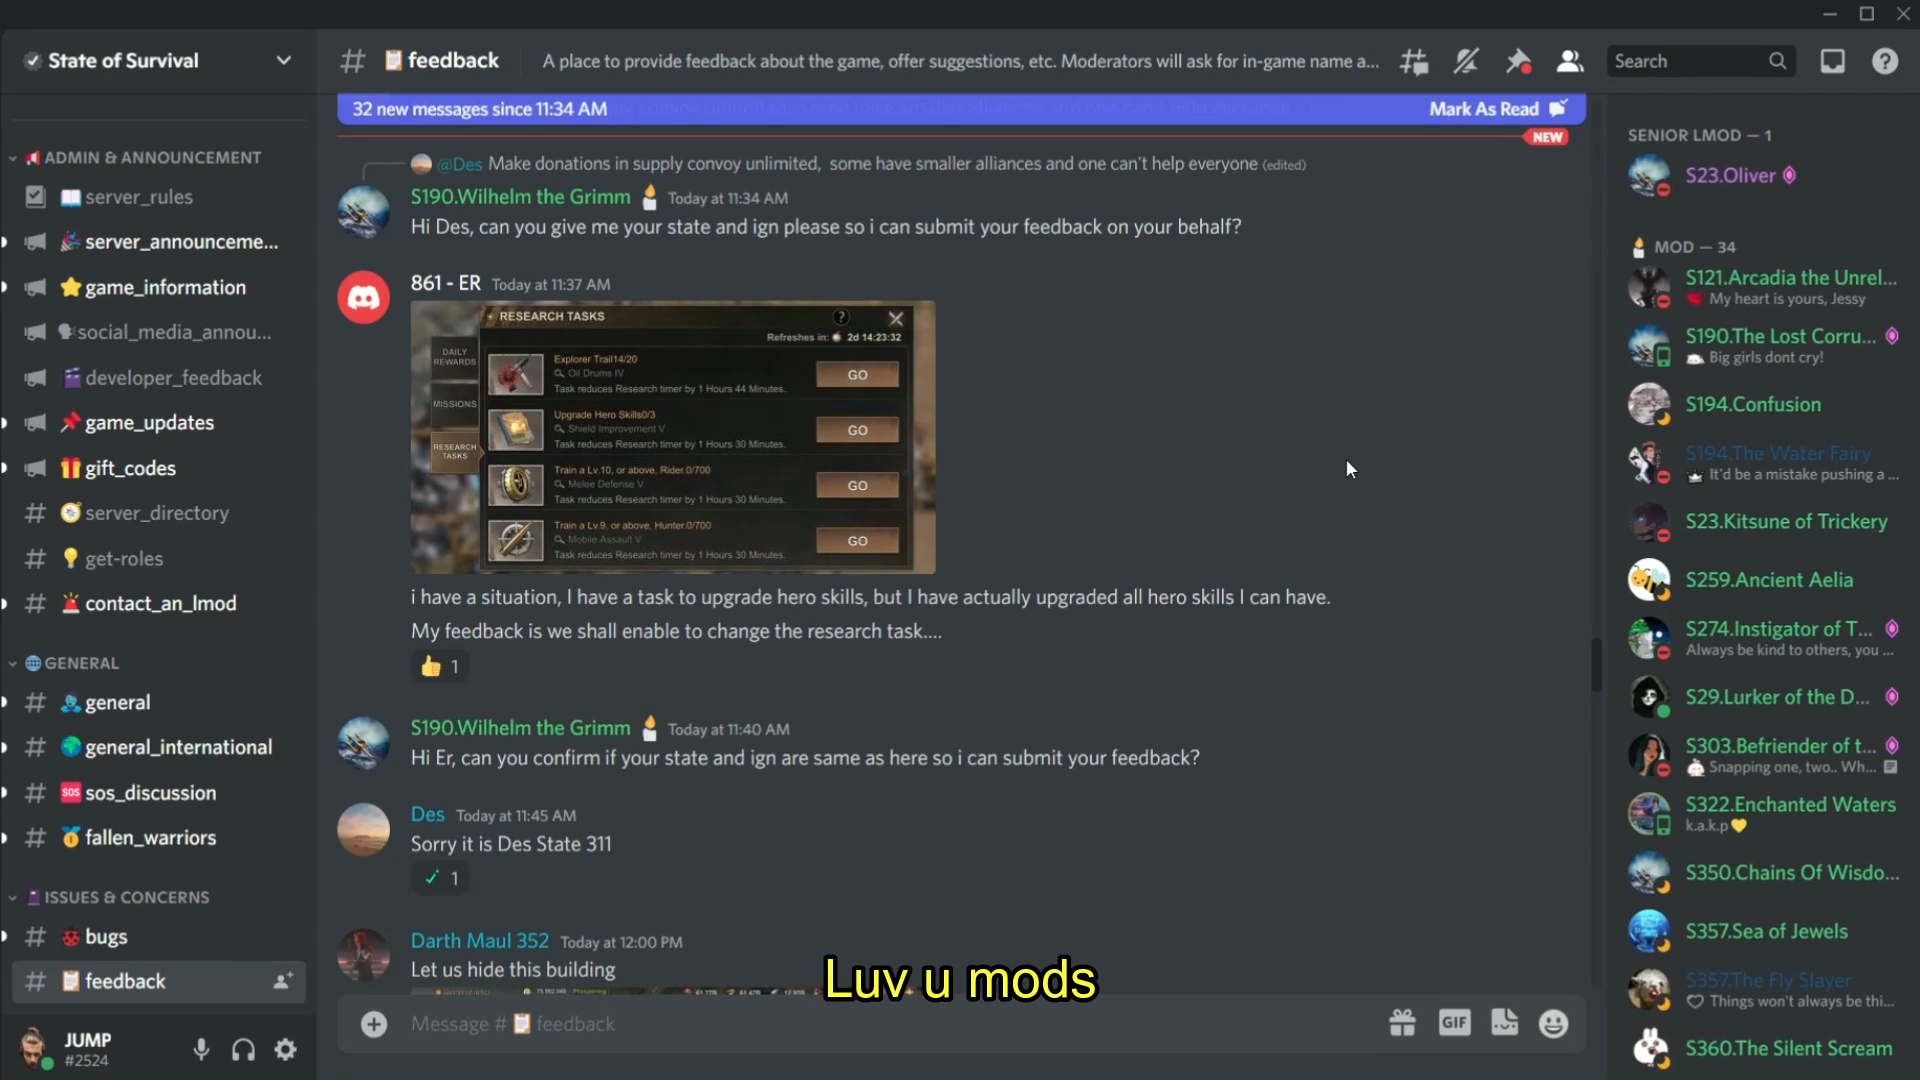 State of Survival
ADMIN & ANNOUNCEMENT
server_rules
server_announceme...
game_information
social_media_annou...
developer_feedback
game_updates
gift_codes
server_directory
get-roles
contact_an_lmod
GENERAL
general
general_international
SOS sos_discussion
fallen_warriors
ISSUES & CONCERNS
bugs
feedback
JUMP
#2524
feedback
A place to provide feedback about the game, offer suggestions, etc. Moderators will ask for in-game name a...
Search
32 new messages since 11:34 AM
Mark As Read
NEW
@Des Make donations in supply convoy unlimited, some have smaller alliances and one can't help everyone (edited)
S190.Wilhelm the Grimm Today at 11:34 AM
Hi Des, can you give me your state and ign please so i can submit your feedback on your behalf?
861 - ER Today at 11:37 AM
RESEARCH TASKS
Refreshes in: 2d 14:23:32
DAILY REWARDS
MISSIONS
RESEARCH TASKS
Explorer Trail14/20
Oil Drums IV
Task reduces Research timer by 1 Hours 44 Minutes.
GO
Upgrade Hero Skills0/3
Shield Improvement V
Task reduces Research timer by 1 Hours 30 Minutes.
GO
Train a Lv.10, or above, Rider.0/700
Melee Defense V
Task reduces Research timer by 1 Hours 30 Minutes.
GO
Train a Lv.9, or above, Hunter.0/700
Mobile Assault V
Task reduces Research timer by 1 Hours 30 Minutes.
GO
i have a situation, I have a task to upgrade hero skills, but I have actually upgraded all hero skills I can have.
My feedback is we shall enable to change the research task....
1
S190.Wilhelm the Grimm Today at 11:40 AM
Hi Er, can you confirm if your state and ign are same as here so i can submit your feedback?
Des Today at 11:45 AM
Sorry it is Des State 311
1
Darth Maul 352 Today at 12:00 PM
Let us hide this building
Luv u mods
Message # feedback
GIF
SENIOR LMOD — 1
S23.Oliver
MOD — 34
S121.Arcadia the Unrel...
My heart is yours, Jessy
S190.The Lost Corru...
Big girls dont cry!
S194.Confusion
S194.The Water Fairy
It'd be a mistake pushing a ...
S23.Kitsune of Trickery
S259.Ancient Aelia
S274.Instigator of T...
Always be kind to others, you ...
S29.Lurker of the D...
S303.Befriender of t...
Snapping one, two.. Wh...
S322.Enchanted Waters
k.a.k.p
S350.Chains Of Wisdo...
S357.Sea of Jewels
S357.The Fly Slayer
Things won't always be thi...
S360.The Silent Scream